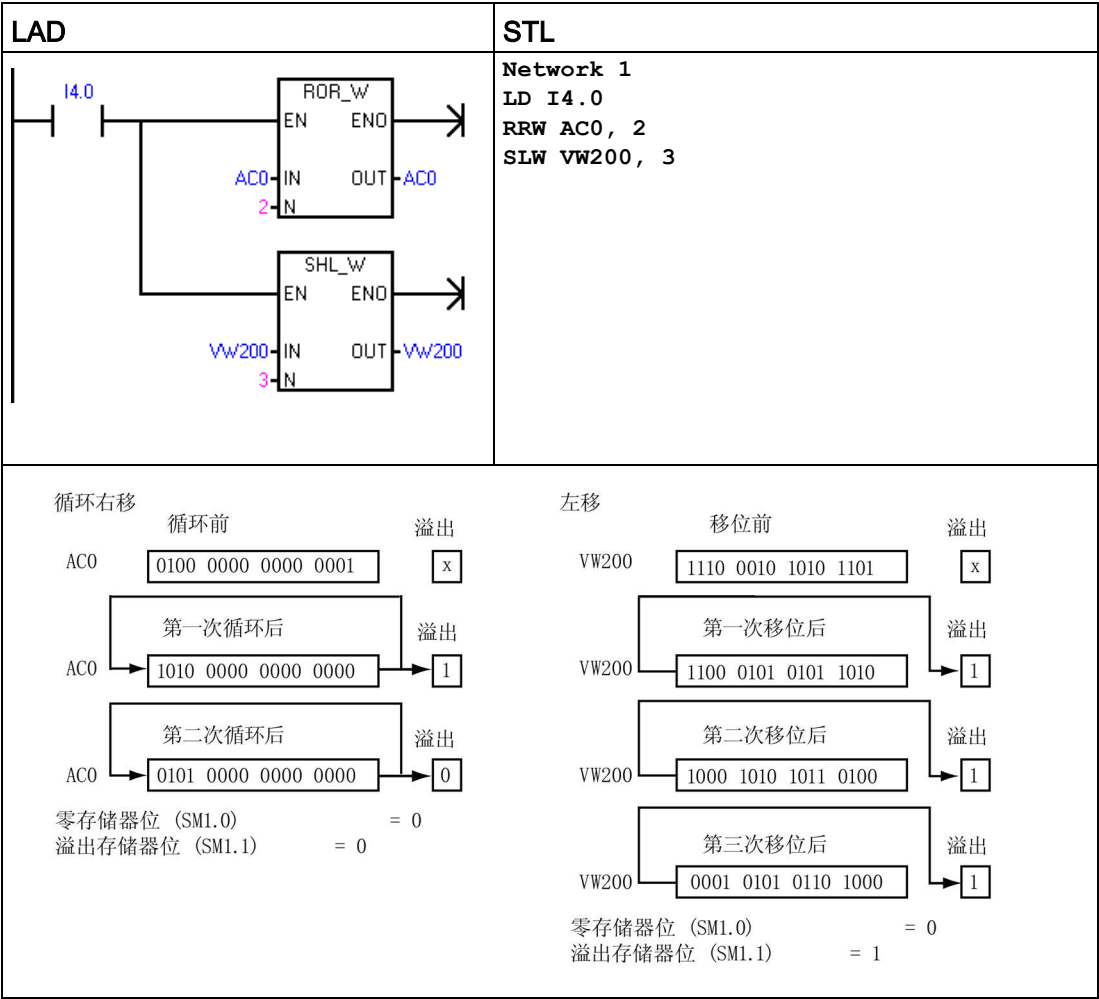 LAD
STL
I4.0
ROR_W
EN ENO
AC0 IN OUT AC0
2 N
SHL_W
EN ENO
VW200 IN OUT VW200
3 N
Network 1
LD I4.0
RRW AC0, 2
SLW VW200, 3
循环右移
循环前 溢出
AC0 0100 0000 0000 0001 x
第一次循环后 溢出
AC0 1010 0000 0000 0000 1
第二次循环后 溢出
AC0 0101 0000 0000 0000 0
零存储器位 (SM1.0) = 0
溢出存储器位 (SM1.1) = 0
左移
移位前 溢出
VW200 1110 0010 1010 1101 x
第一次移位后 溢出
VW200 1100 0101 0101 1010 1
第二次移位后 溢出
VW200 1000 1010 1011 0100 1
第三次移位后 溢出
VW200 0001 0101 0110 1000 1
零存储器位 (SM1.0) = 0
溢出存储器位 (SM1.1) = 1